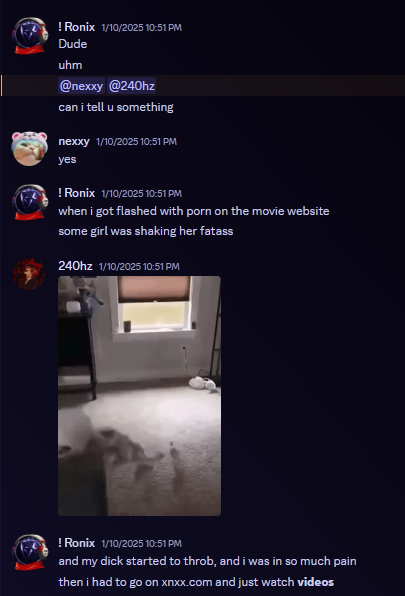 ! Ronix 1/10/2025 10:51 PM
Dude
uhm
@nexxy @240hz
can i tell u something
nexxy 1/10/2025 10:51 PM
yes
! Ronix 1/10/2025 10:51 PM
when i got flashed with porn on the movie website
some girl was shaking her fatass
240hz 1/10/2025 10:51 PM
! Ronix 1/10/2025 10:51 PM
and my dick started to throb, and i was in so much pain
then i had to go on xnxx.com and just watch videos